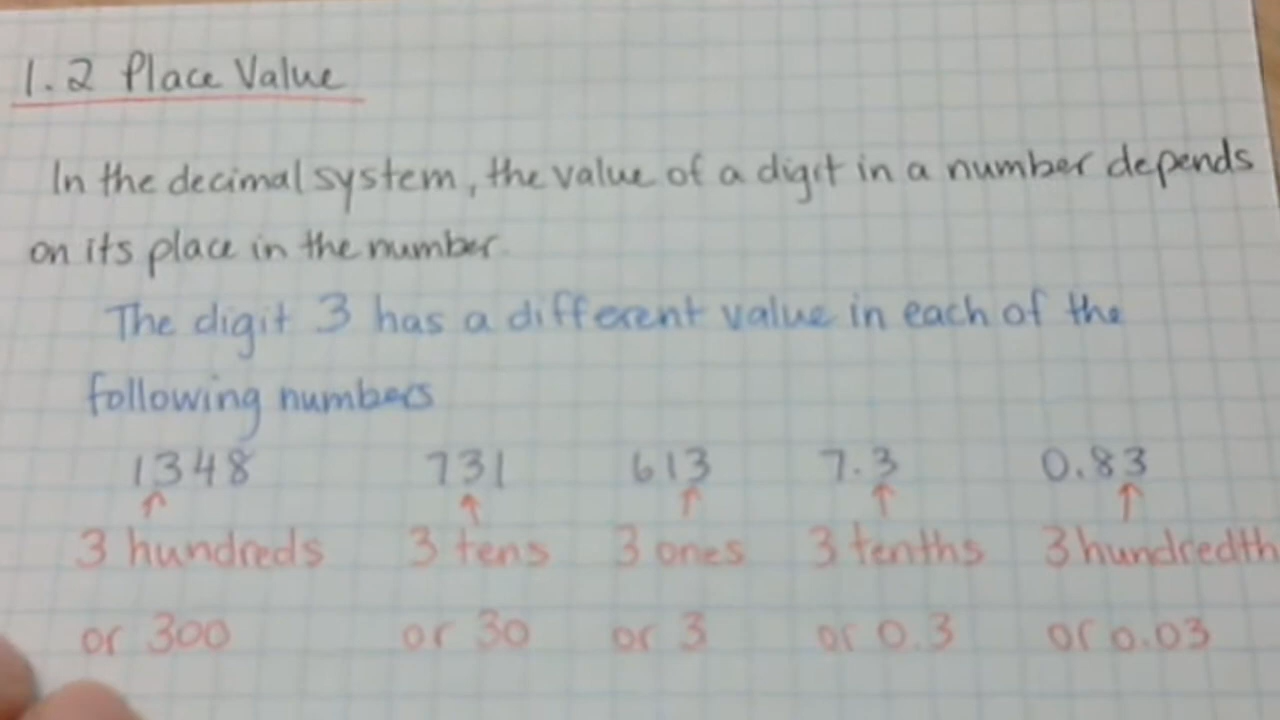 1.2 Place Value
In the decimal system, the value of a digit in a number depends
on its place in the number.
The digit 3 has a different value in each of the
following numbers
1348 731 613 7.3 0.83
3 hundreds 3 tens 3 ones 3 tenths 3 hundredth
or 300 or 30 or 3 or 0.3 or 0.03